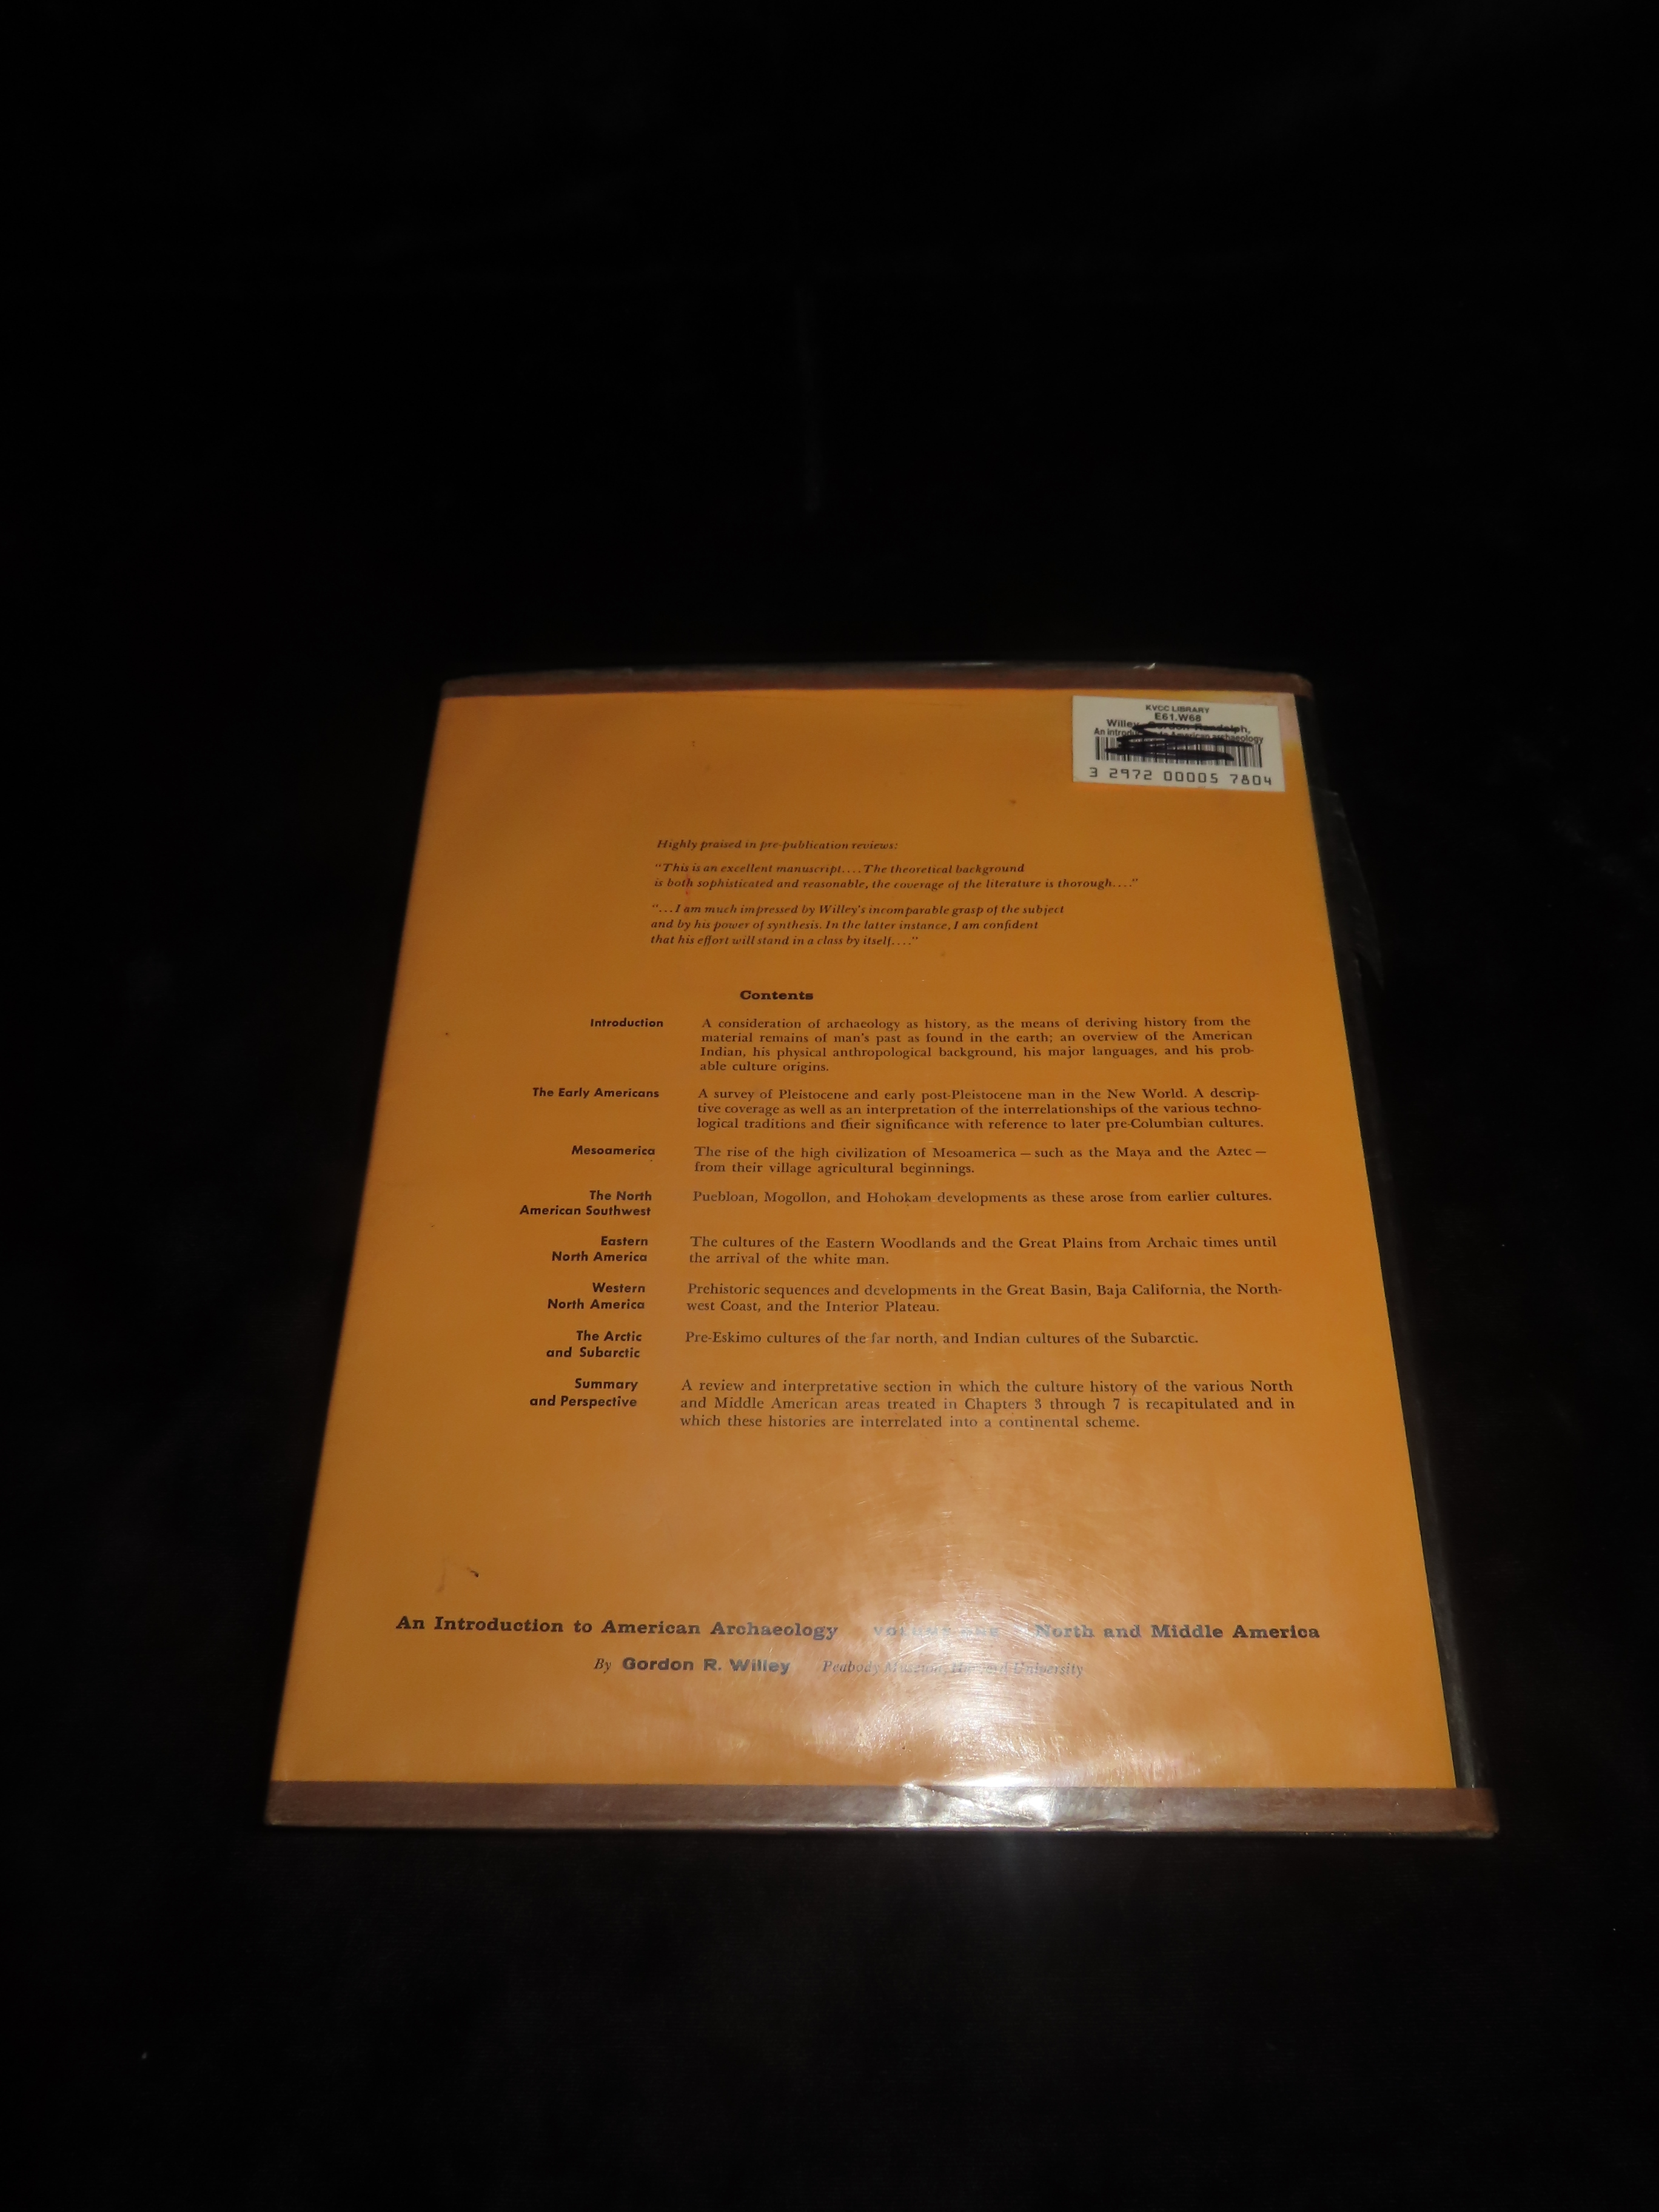 KVCC LIBRARY
E61.W68
Willey, Gordon Randolph,
An introduction to American archaeology
3 2972 00005 7804
Highly praised in pre-publication reviews:
“This is an excellent manuscript....The theoretical background
is both sophisticated and reasonable, the coverage of the literature is thorough....”
“...I am much impressed by Willey's incomparable grasp of the subject
and by his power of synthesis. In the latter instance, I am confident
that his effort will stand in a class by itself....”
Contents
Introduction
A consideration of archaeology as history, as the means of deriving history from the
material remains of man's past as found in the earth; an overview of the American
Indian, his physical anthropological background, his major languages, and his prob-
able culture origins.
The Early Americans
A survey of Pleistocene and early post-Pleistocene man in the New World. A descrip-
tive coverage as well as an interpretation of the interrelationships of the various techno-
logical traditions and their significance with reference to later pre-Columbian cultures.
Mesoamerica
The rise of the high civilization of Mesoamerica — such as the Maya and the Aztec —
from their village agricultural beginnings.
The North
American Southwest
Puebloan, Mogollon, and Hohokam developments as these arose from earlier cultures.
Eastern
North America
The cultures of the Eastern Woodlands and the Great Plains from Archaic times until
the arrival of the white man.
Western
North America
Prehistoric sequences and developments in the Great Basin, Baja California, the North-
west Coast, and the Interior Plateau.
The Arctic
and Subarctic
Pre-Eskimo cultures of the far north, and Indian cultures of the Subarctic.
Summary
and Perspective
A review and interpretative section in which the culture history of the various North
and Middle American areas treated in Chapters 3 through 7 is recapitulated and in
which these histories are interrelated into a continental scheme.
An Introduction to American Archaeology VOLUME ONE North and Middle America
By Gordon R. Willey Peabody Museum, Harvard University